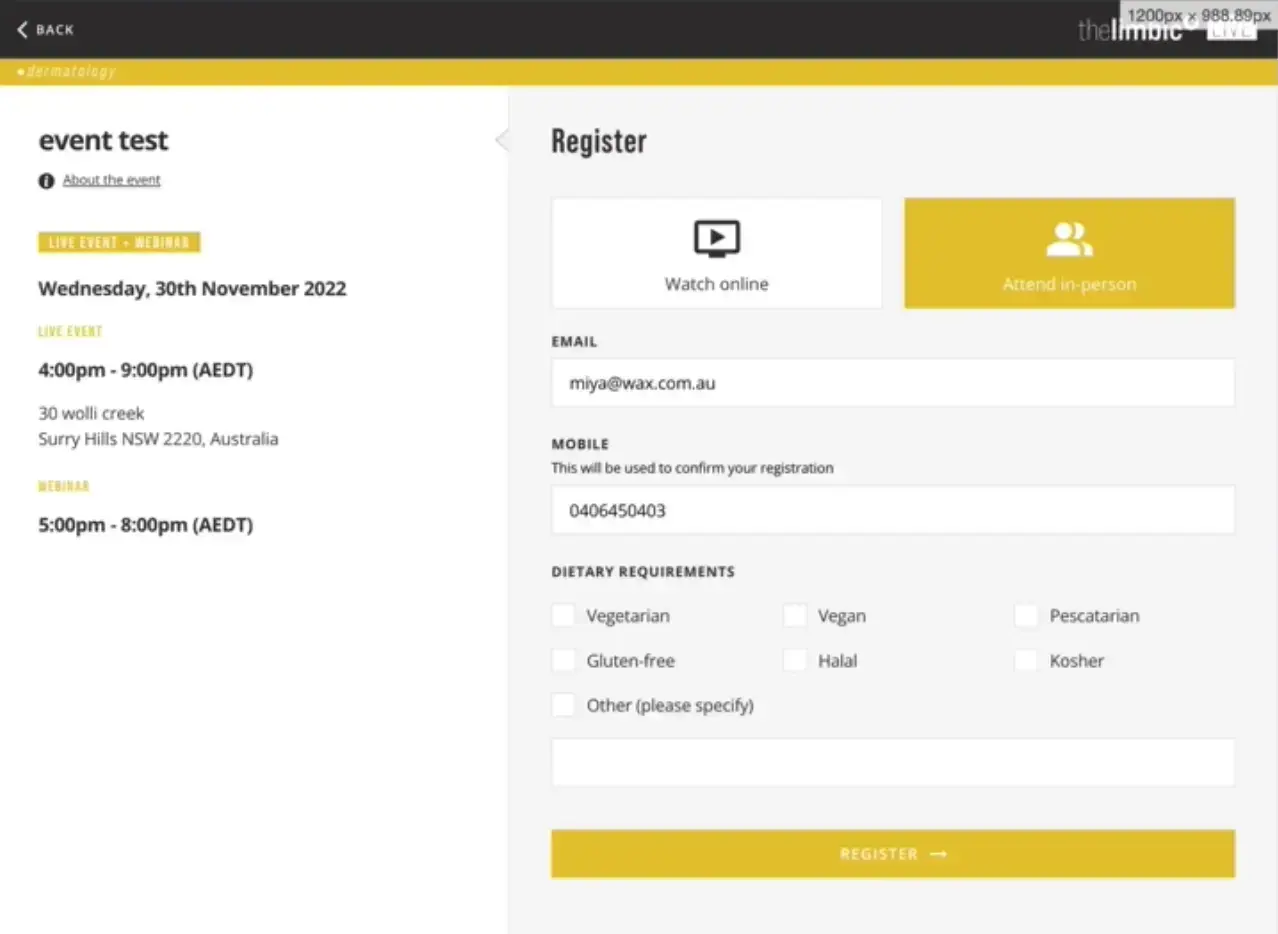 BACK
1200px × 988.89px
thelimbic LIVE
dermatology
event test
About the event
LIVE EVENT + WEBINAR
Wednesday, 30th November 2022
LIVE EVENT
4:00pm - 9:00pm (AEDT)
30 wolli creek
Surry Hills NSW 2220, Australia
WEBINAR
5:00pm - 8:00pm (AEDT)
Register
Watch online
Attend in-person
EMAIL
miya@wax.com.au
MOBILE
This will be used to confirm your registration
0406450403
DIETARY REQUIREMENTS
Vegetarian Vegan Pescatarian
Gluten-free Halal Kosher
Other (please specify)
REGISTER →